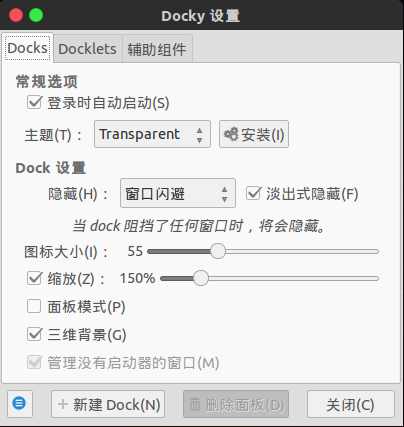 Docky 设置
Docks Docklets 辅助组件
常规选项
登录时自动启动(S)
主题(T)： Transparent 安装(I)
Dock 设置
隐藏(H)： 窗口闪避 淡出式隐藏(F)
当 dock 阻挡了任何窗口时，将会隐藏。
图标大小(I)： 55
缩放(Z)： 150%
面板模式(P)
三维背景(G)
管理没有启动器的窗口(M)
新建 Dock(N) 删除面板(D) 关闭(C)